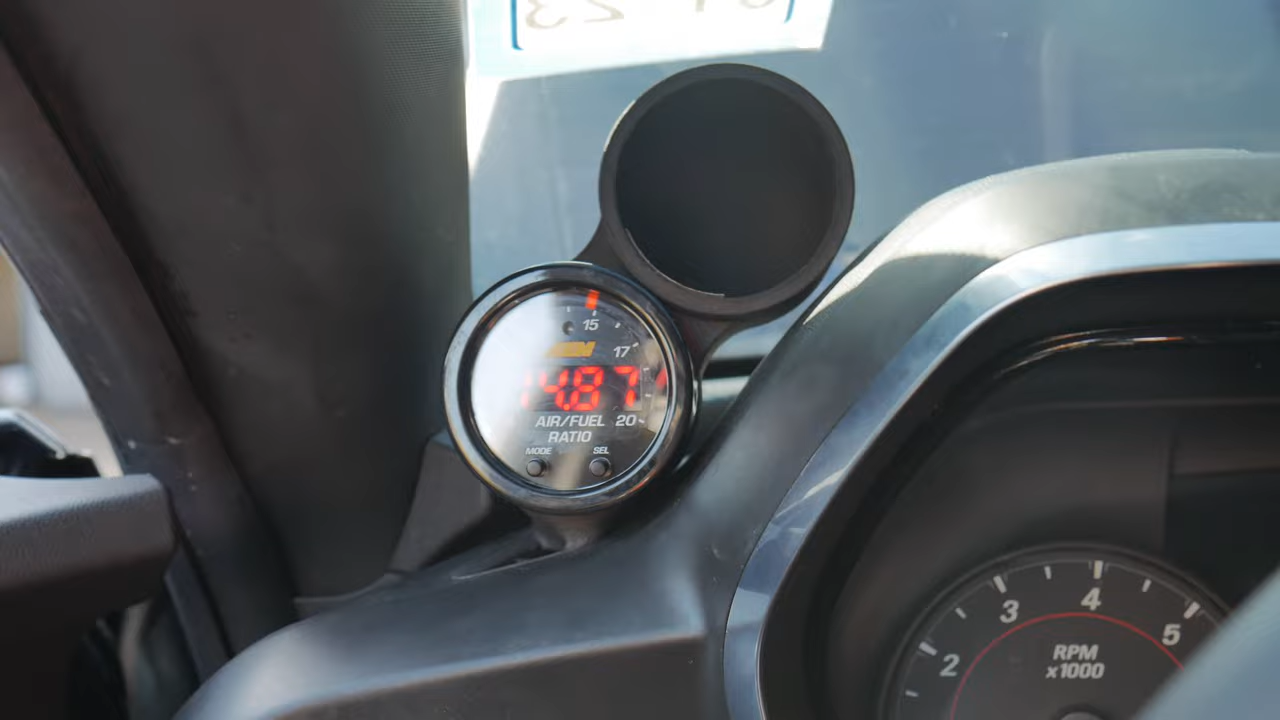 15
AEM
17
14.87
AIR/FUEL 20
RATIO
MODE SEL
2 3 4 5
RPM
x1000